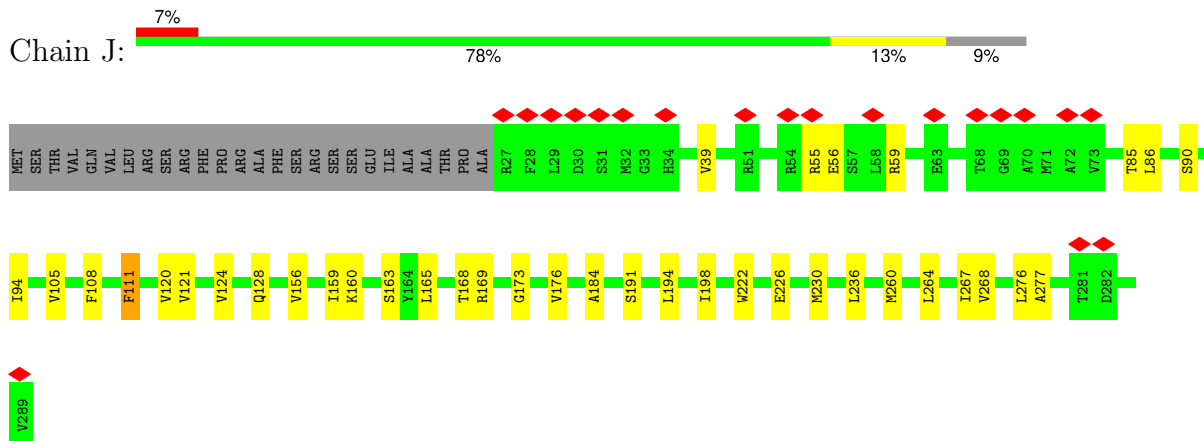 7%
Chain J:
78% 13% 9%
MET SER THR VAL GLN VAL LEU ARG SER ARG PHE PRO ARG ALA PHE SER ARG SER SER GLU ILE ALA ALA THR PRO ALA R27 F28 L29 D30 S31 M32 G33 H34 V39 R51 R54 R55 E56 S57 L58 R59 E63 T68 G69 A70 M71 A72 V73 T85 L86 S90
I94 V105 F108 F111 V120 V121 V124 Q128 V156 I159 K160 S163 Y164 L165 T168 R169 G173 V176 A184 S191 L194 I198 W222 E226 M230 L236 M260 L264 I267 V268 L276 A277 T281 D282
V289